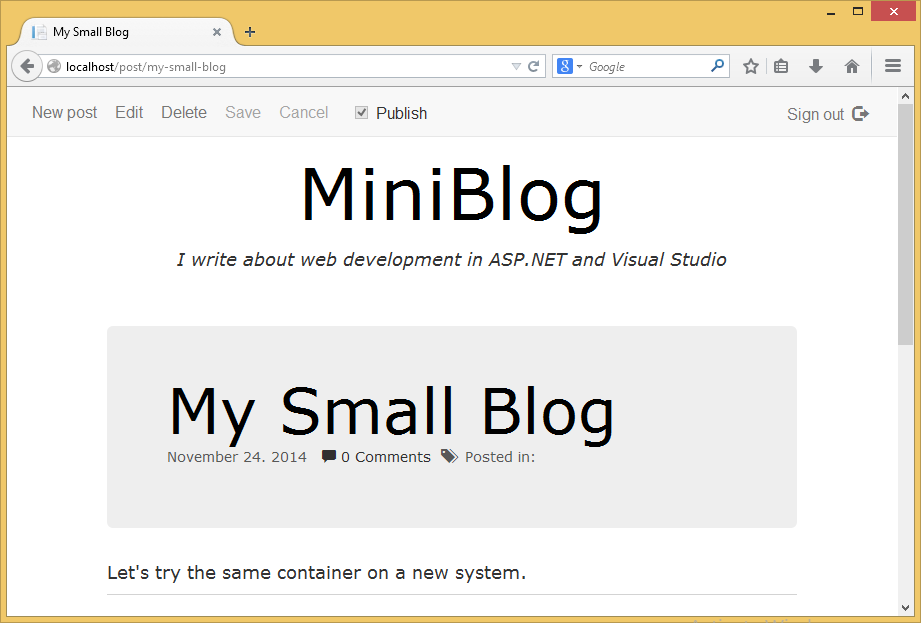 My Small Blog
localhost/post/my-small-blog
Google
New post Edit Delete Save Cancel Publish Sign out
MiniBlog
I write about web development in ASP.NET and Visual Studio
My Small Blog
November 24. 2014 0 Comments Posted in:
Let's try the same container on a new system.